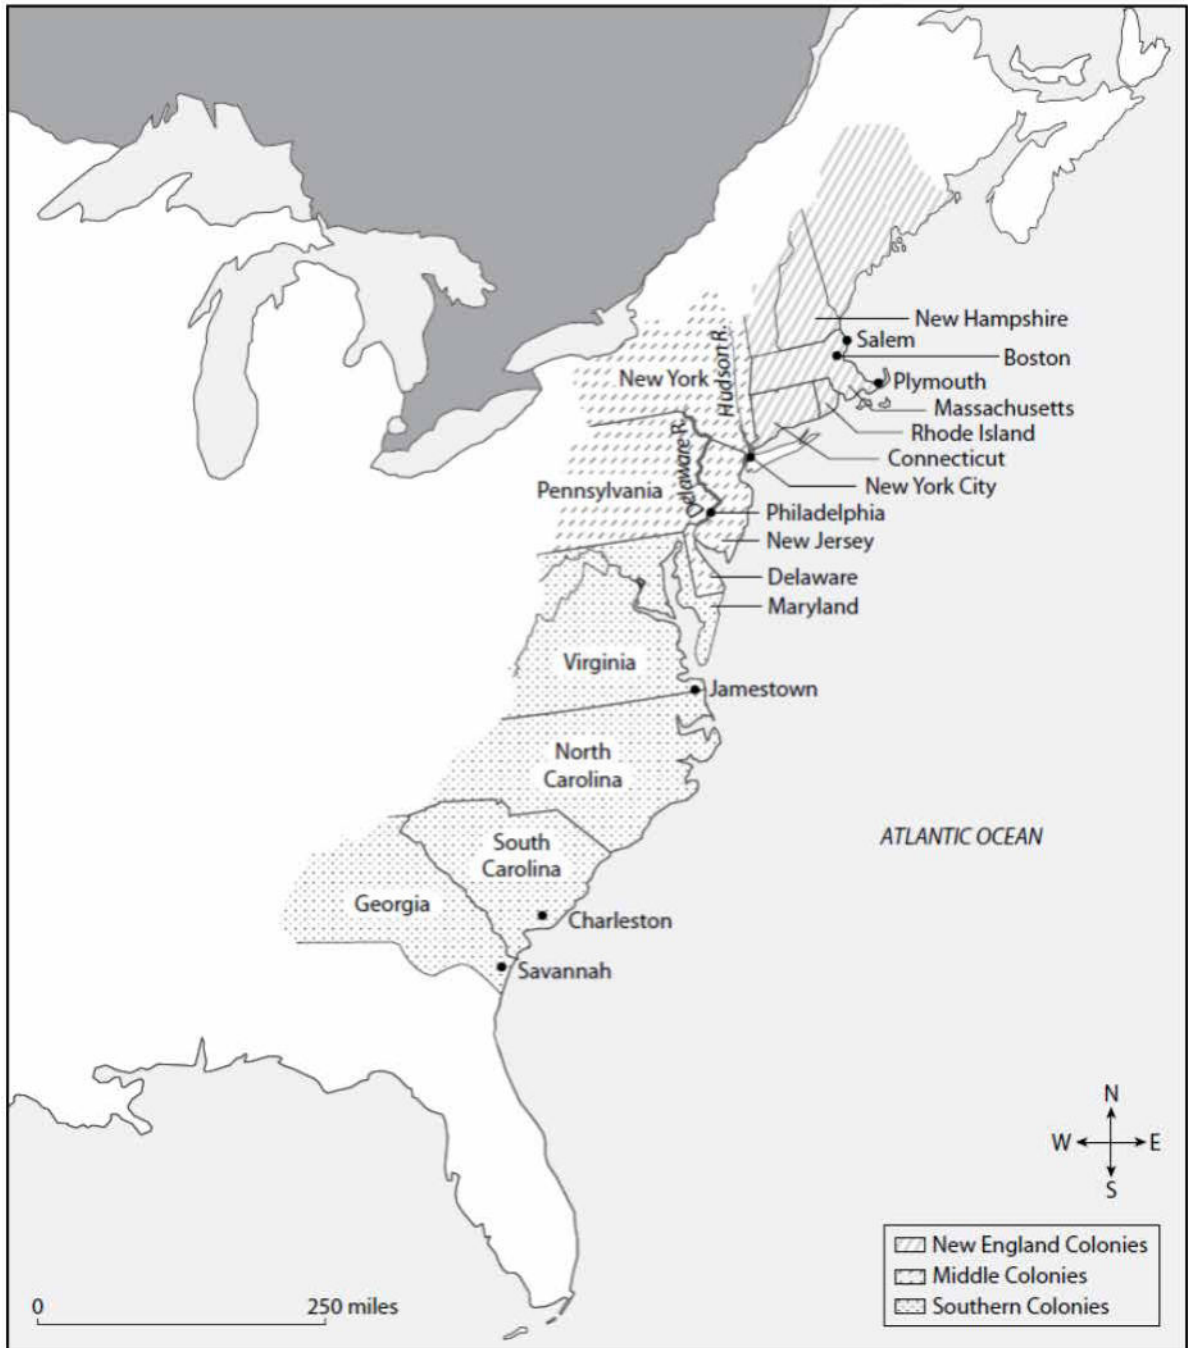 New Hampshire
Salem
Boston
Hudson R.
New York
Plymouth
Massachusetts
Rhode Island
Delaware R.
Connecticut
New York City
Pennsylvania
Philadelphia
New Jersey
Delaware
Maryland
Virginia
Jamestown
North
Carolina
ATLANTIC OCEAN
South
Carolina
Georgia
Charleston
Savannah
N
W E
S
New England Colonies
Middle Colonies
Southern Colonies
0 250 miles